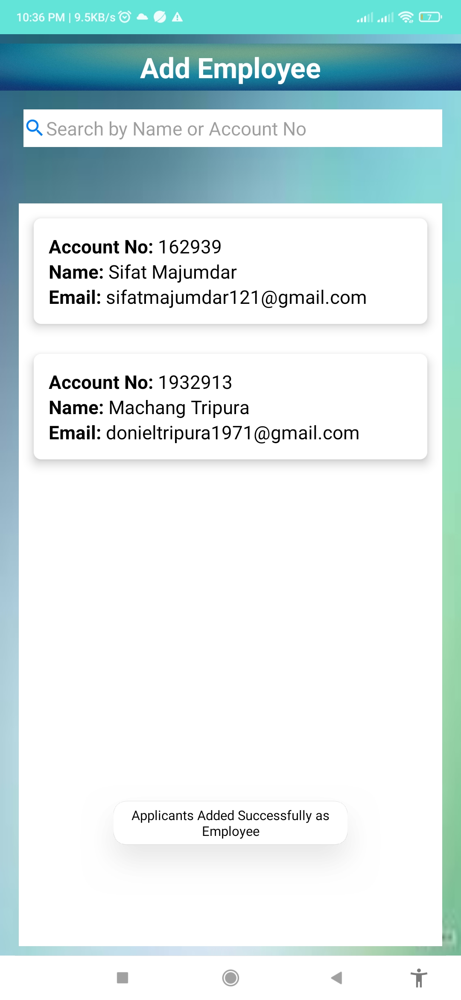 10:36 PM | 9.5KB/s
7
Add Employee
Search by Name or Account No
Account No: 162939
Name: Sifat Majumdar
Email: sifatmajumdar121@gmail.com
Account No: 1932913
Name: Machang Tripura
Email: donieltripura1971@gmail.com
Applicants Added Successfully as
Employee